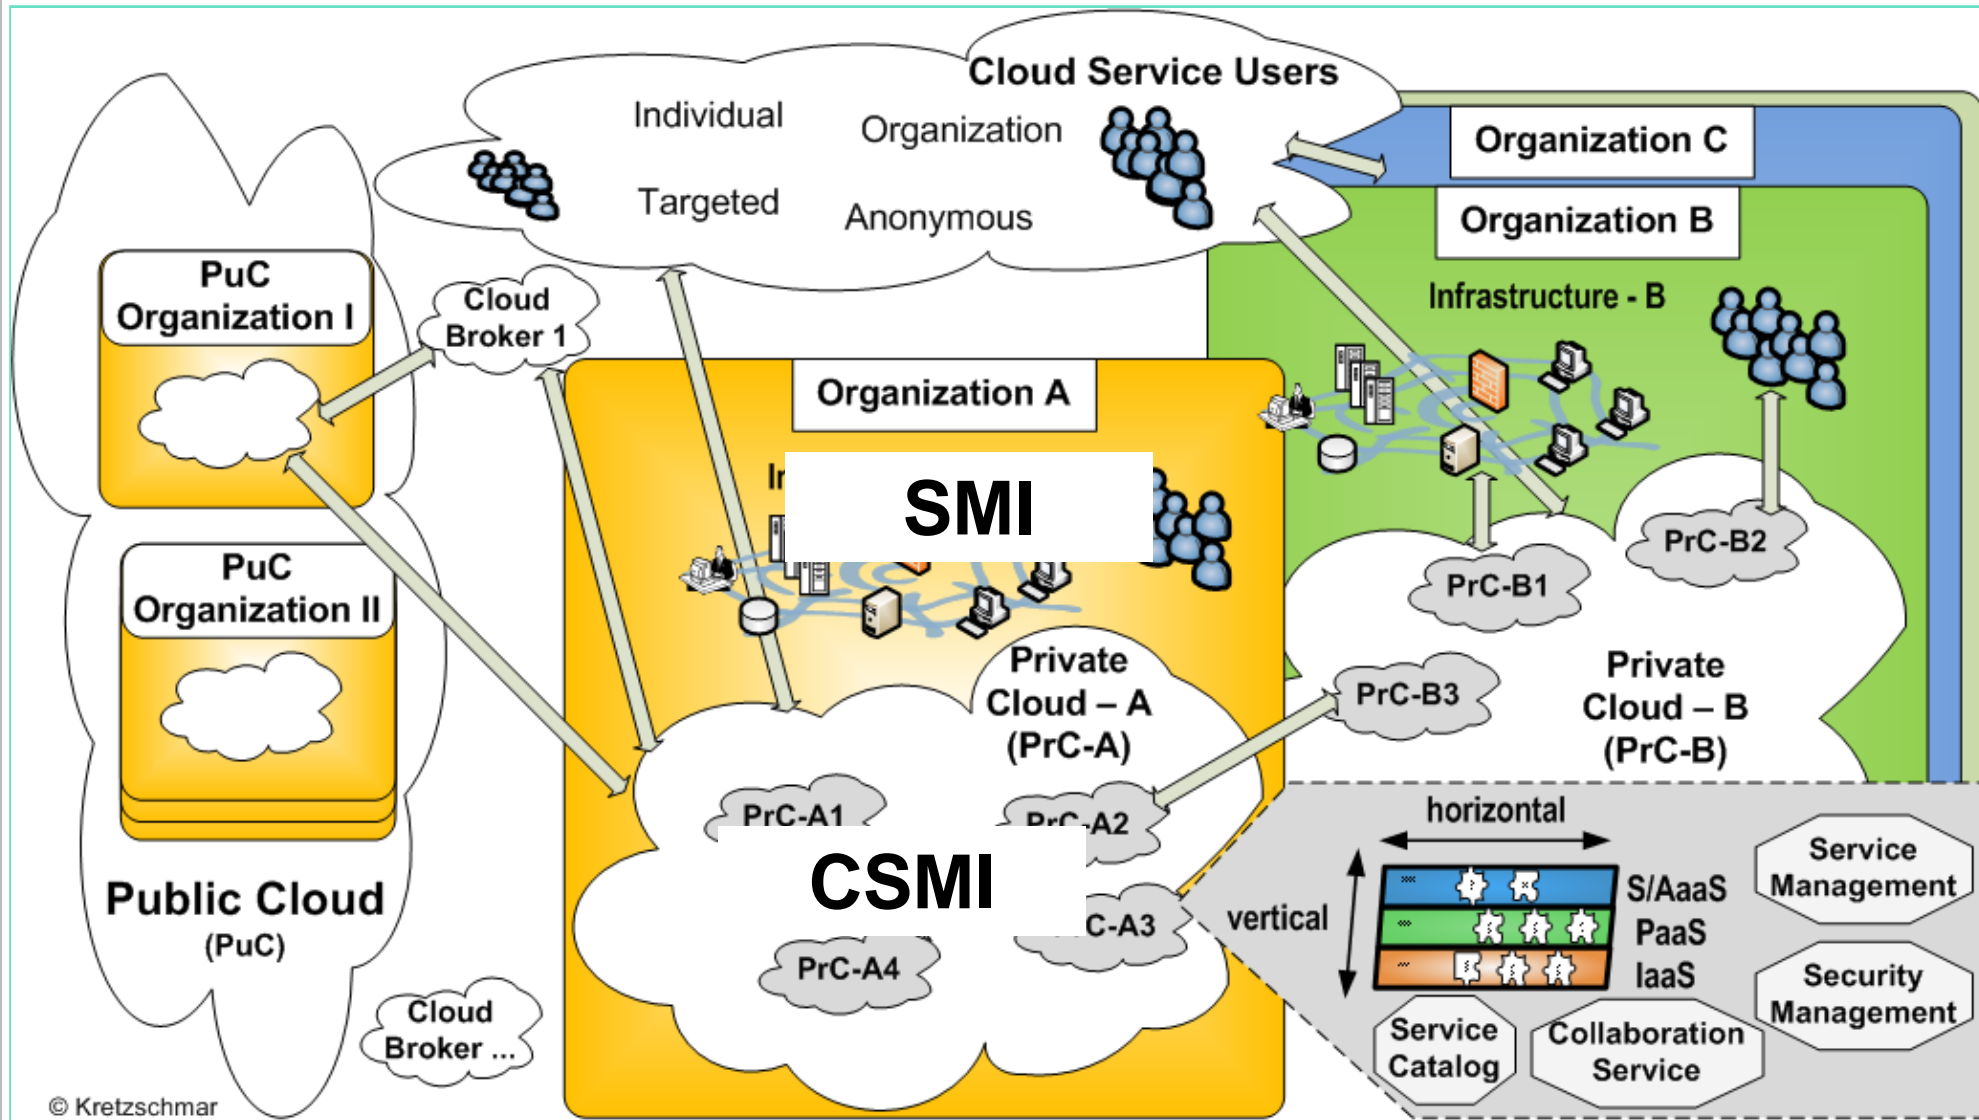 Cloud Service Users
Individual
Organization
Targeted
Anonymous
Organization C
Organization B
Infrastructure - B
PuC
Organization I
Cloud
Broker 1
Organization A
SMI
PuC
Organization II
PrC-B2
PrC-B1
PrC-B3
Private
Cloud – B
(PrC-B)
Private
Cloud – A
(PrC-A)
PrC-A1
PrC-A2
CSMI
C-A3
PrC-A4
Public Cloud
(PuC)
Cloud
Broker ...
horizontal
vertical
S/AaaS
PaaS
IaaS
Service
Management
Security
Management
Service
Catalog
Collaboration
Service
© Kretzschmar